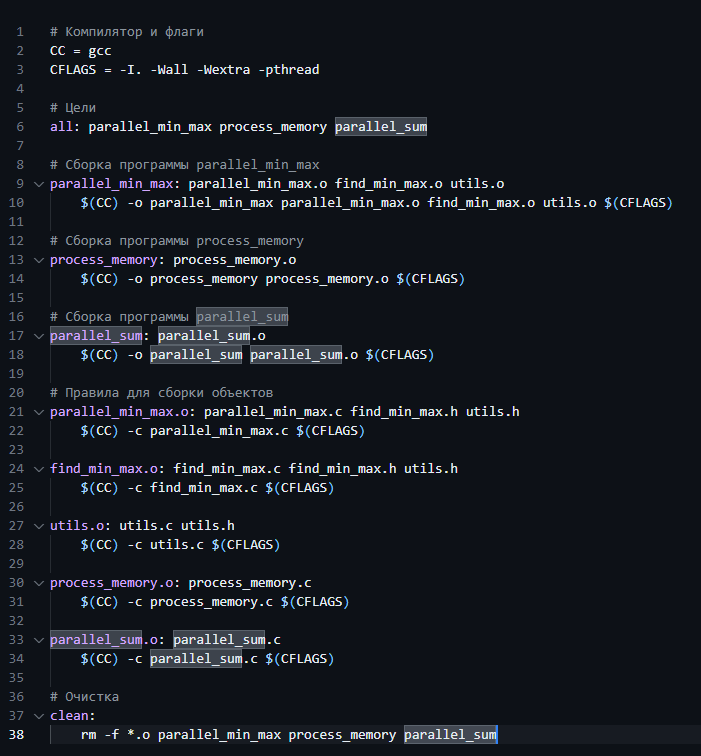 1 # Компилятор и флаги
2 CC = gcc
3 CFLAGS = -I. -Wall -Wextra -pthread
4
5 # Цели
6 all: parallel_min_max process_memory parallel_sum
7
8 # Сборка программы parallel_min_max
9 parallel_min_max: parallel_min_max.o find_min_max.o utils.o
10 $(CC) -o parallel_min_max parallel_min_max.o find_min_max.o utils.o $(CFLAGS)
11
12 # Сборка программы process_memory
13 process_memory: process_memory.o
14 $(CC) -o process_memory process_memory.o $(CFLAGS)
15
16 # Сборка программы parallel_sum
17 parallel_sum: parallel_sum.o
18 $(CC) -o parallel_sum parallel_sum.o $(CFLAGS)
19
20 # Правила для сборки объектов
21 parallel_min_max.o: parallel_min_max.c find_min_max.h utils.h
22 $(CC) -c parallel_min_max.c $(CFLAGS)
23
24 find_min_max.o: find_min_max.c find_min_max.h utils.h
25 $(CC) -c find_min_max.c $(CFLAGS)
26
27 utils.o: utils.c utils.h
28 $(CC) -c utils.c $(CFLAGS)
29
30 process_memory.o: process_memory.c
31 $(CC) -c process_memory.c $(CFLAGS)
32
33 parallel_sum.o: parallel_sum.c
34 $(CC) -c parallel_sum.c $(CFLAGS)
35
36 # Очистка
37 clean:
38 rm -f *.o parallel_min_max process_memory parallel_sum